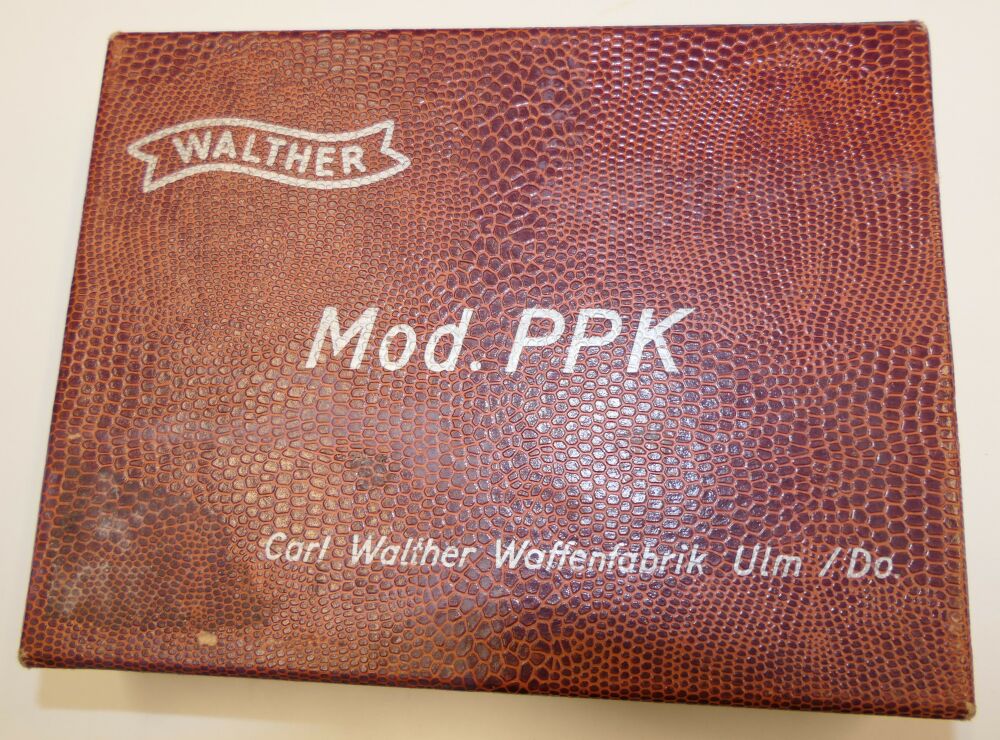 WALTHER
Mod. PPK
Carl Walther Waffenfabrik Ulm /Do.